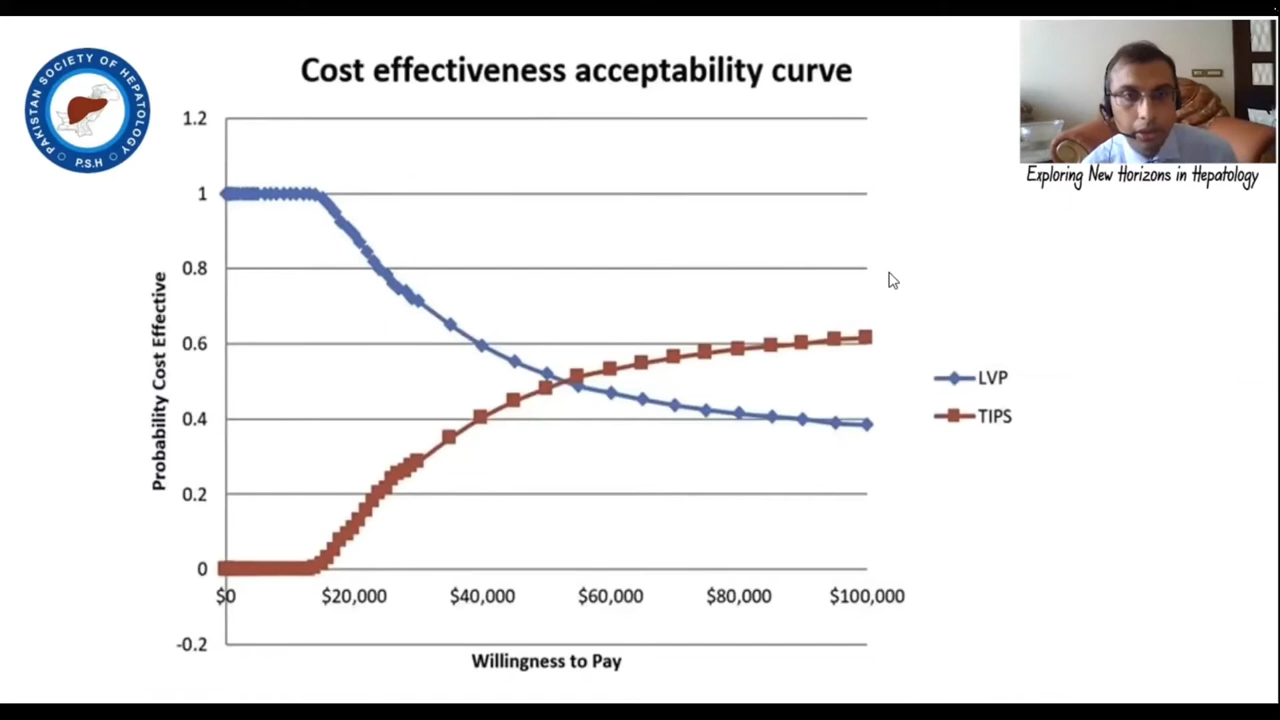 Cost effectiveness acceptability curve
PAKISTAN SOCIETY OF HEPATOLOGY
P.S.H
Exploring New Horizons in Hepatology
1.2
1
0.8
0.6
0.4
0.2
0
-0.2
Probability Cost Effective
$0 $20,000 $40,000 $60,000 $80,000 $100,000
Willingness to Pay
LVP
TIPS